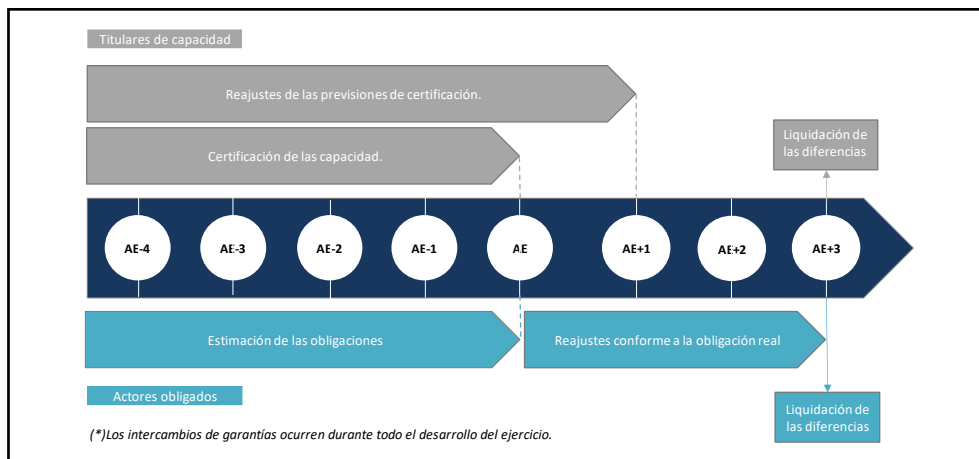 Titulares de capacidad
Reajustes de las previsiones de certificación.
Certificación de las capacidad.
Liquidación de
las diferencias
AE-4
AE-3
AE-2
AE-1
AE
AE+1
AE+2
AE+3
Estimación de las obligaciones
Reajustes conforme a la obligación real
Actores obligados
Liquidación de
las diferencias
(*)Los intercambios de garantías ocurren durante todo el desarrollo del ejercicio.